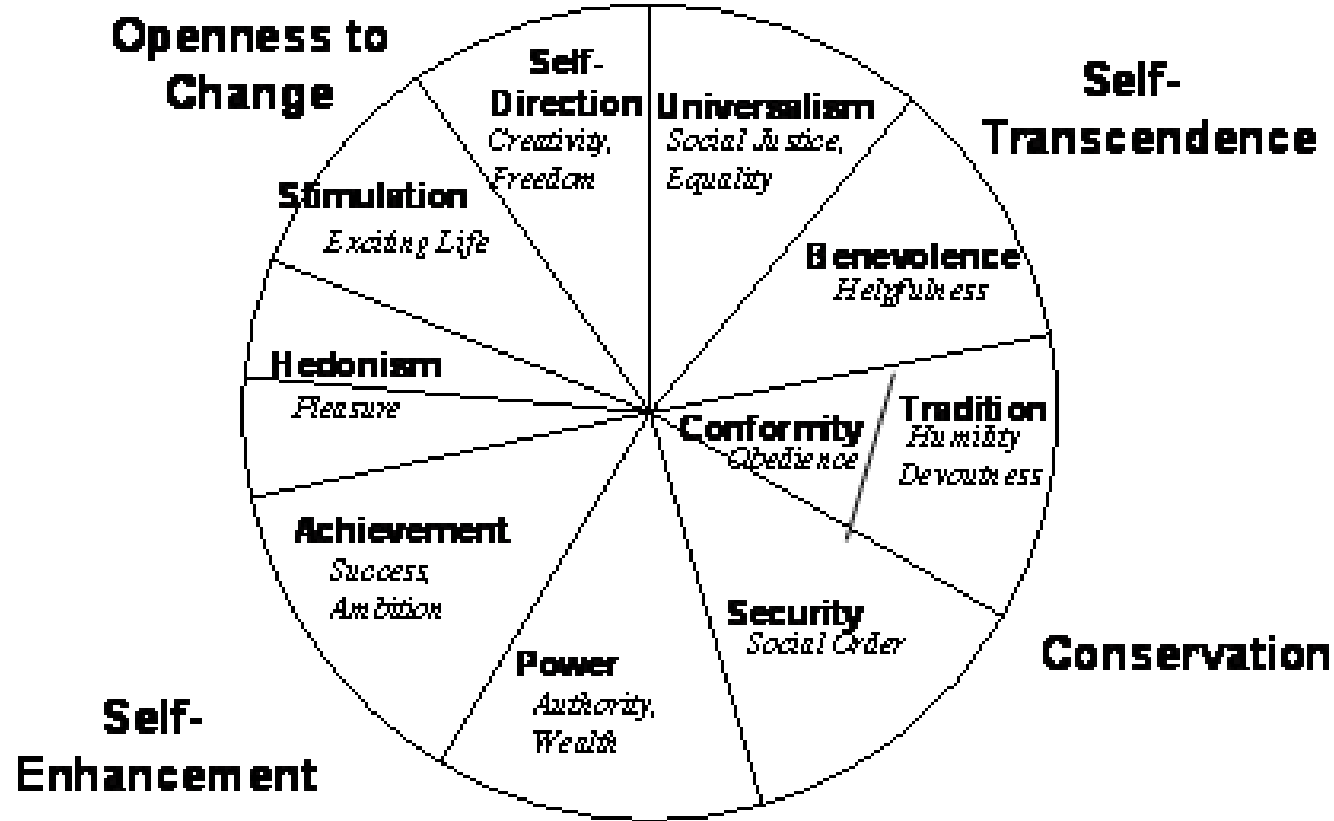 Openness to
Change
Self-
Direction
Creativity,
Freedom
Universalism
Social Justice,
Equality
Self-
Transcendence
Stimulation
Exciting Life
Benevolence
Helpfulness
Hedonism
Pleasure
Conformity
Obedience
Tradition
Humility
Devoutness
Achievement
Success,
Ambition
Security
Social Order
Power
Authority,
Wealth
Conservation
Self-
Enhancement